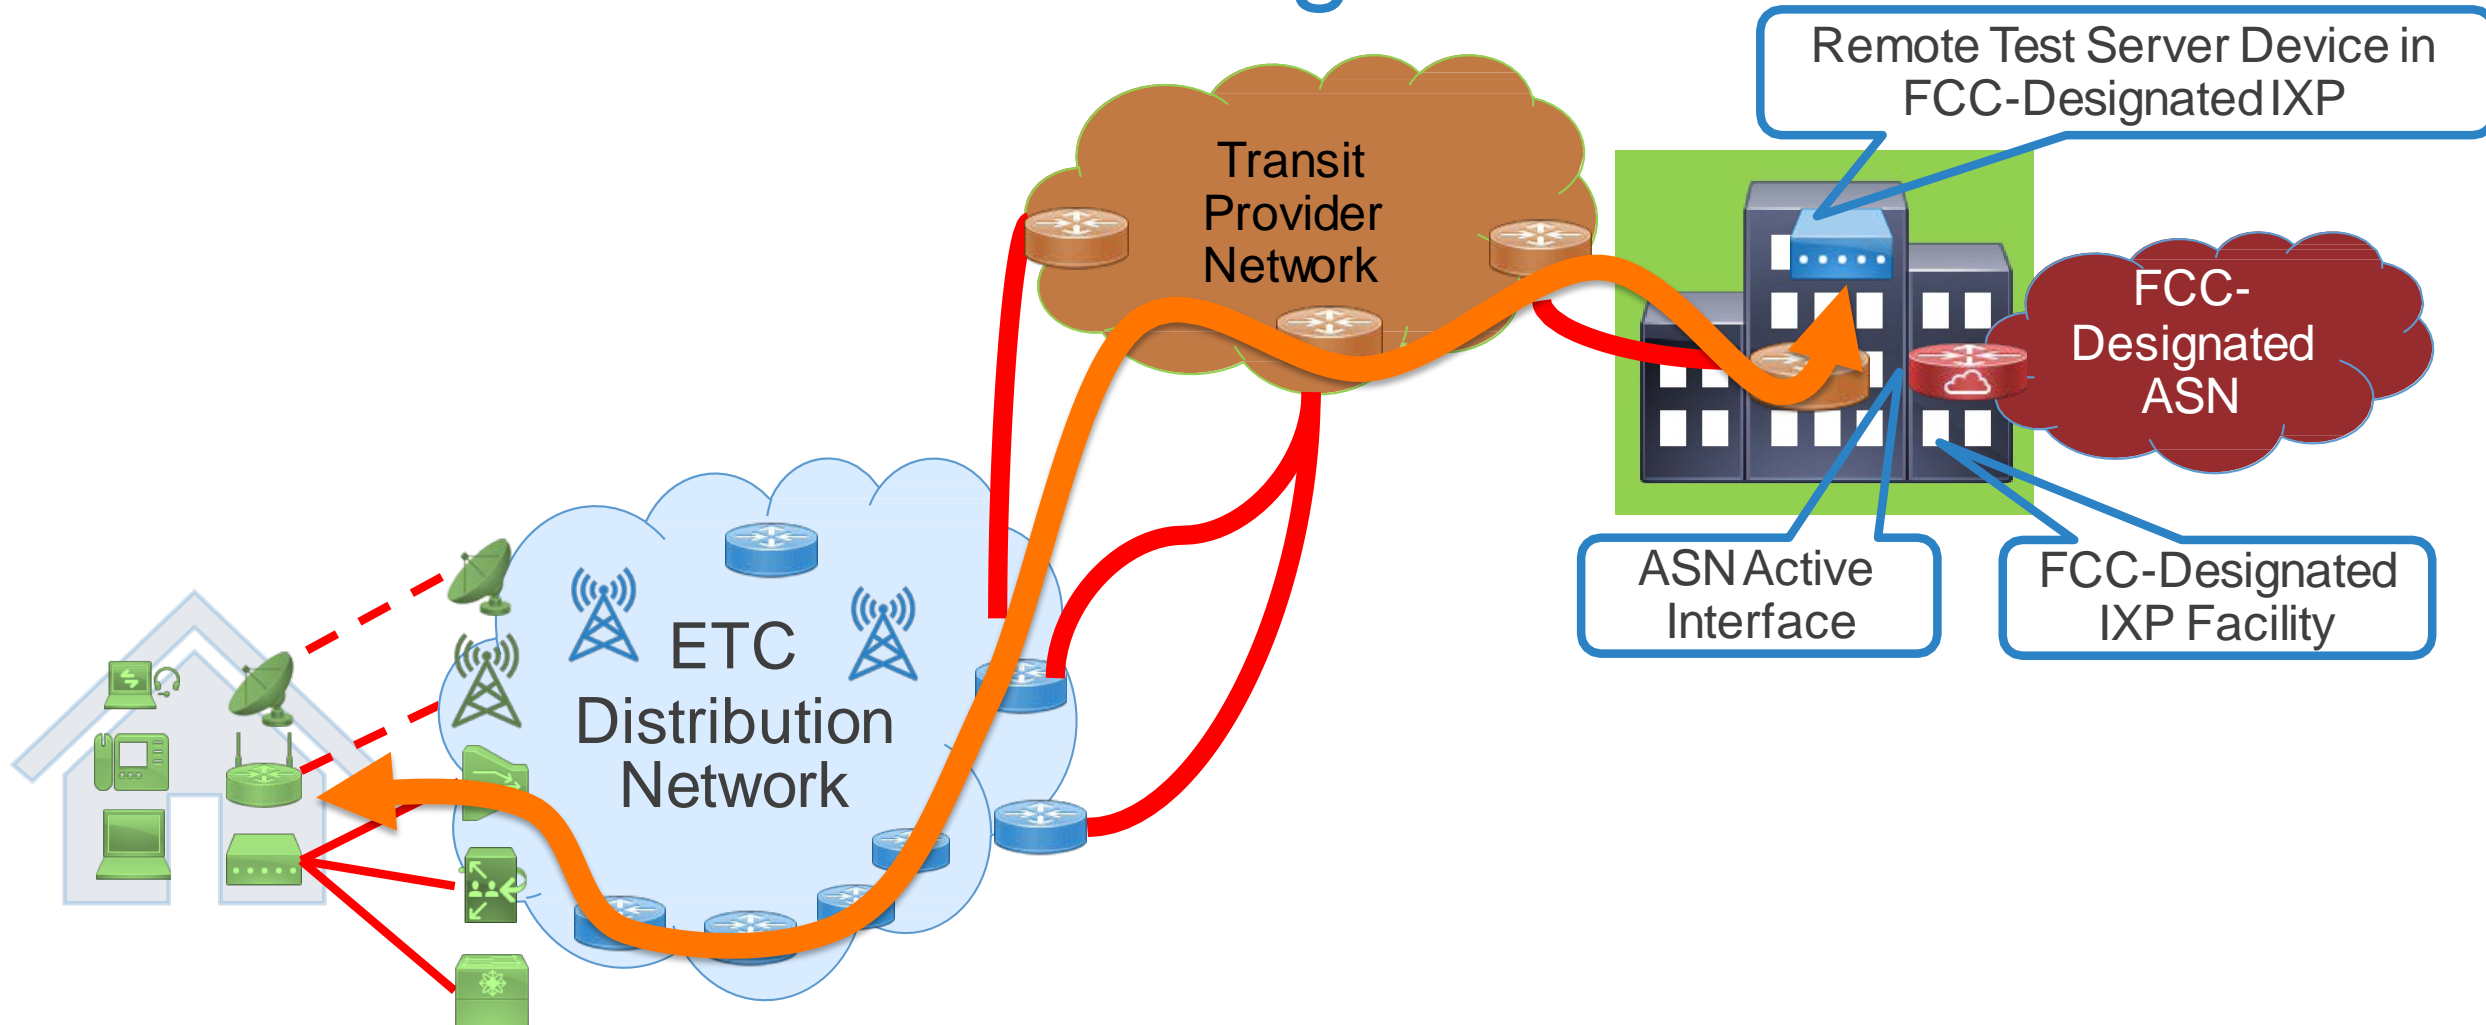 Remote Test Server Device in
FCC-Designated IXP
Transit
Provider
Network
FCC-
Designated
ASN
ASN Active
Interface
FCC-Designated
IXP Facility
ETC
Distribution
Network